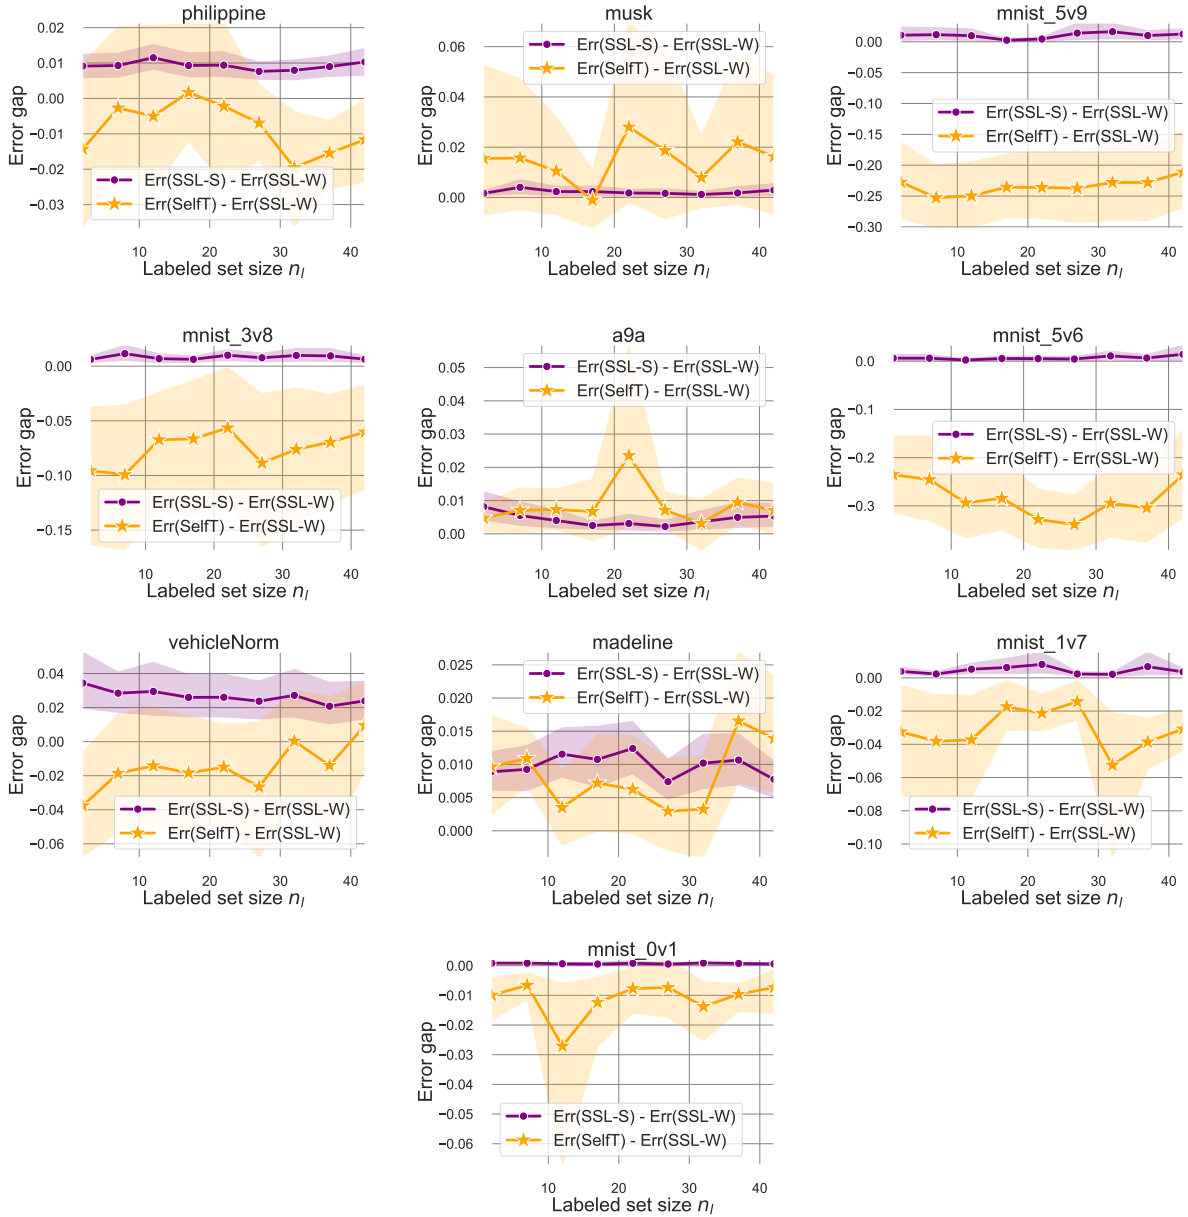 philippine
0.02
0.01
0.00
−0.01
−0.02
−0.03
Error gap
Err(SSL-S) - Err(SSL-W)
Err(SelfT) - Err(SSL-W)
10 20 30 40
Labeled set size n_l
musk
0.06
0.04
0.02
0.00
Error gap
Err(SSL-S) - Err(SSL-W)
Err(SelfT) - Err(SSL-W)
10 20 30 40
Labeled set size n_l
mnist_5v9
0.00
−0.05
−0.10
−0.15
−0.20
−0.25
−0.30
Error gap
Err(SSL-S) - Err(SSL-W)
Err(SelfT) - Err(SSL-W)
10 20 30 40
Labeled set size n_l
mnist_3v8
0.00
−0.05
−0.10
−0.15
Error gap
Err(SSL-S) - Err(SSL-W)
Err(SelfT) - Err(SSL-W)
10 20 30 40
Labeled set size n_l
a9a
0.05
0.04
0.03
0.02
0.01
0.00
Error gap
Err(SSL-S) - Err(SSL-W)
Err(SelfT) - Err(SSL-W)
10 20 30 40
Labeled set size n_l
mnist_5v6
0.0
−0.1
−0.2
−0.3
Error gap
Err(SSL-S) - Err(SSL-W)
Err(SelfT) - Err(SSL-W)
10 20 30 40
Labeled set size n_l
vehicleNorm
0.04
0.02
0.00
−0.02
−0.04
−0.06
Error gap
Err(SSL-S) - Err(SSL-W)
Err(SelfT) - Err(SSL-W)
10 20 30 40
Labeled set size n_l
madeline
0.025
0.020
0.015
0.010
0.005
0.000
Error gap
Err(SSL-S) - Err(SSL-W)
Err(SelfT) - Err(SSL-W)
10 20 30 40
Labeled set size n_l
mnist_1v7
0.00
−0.02
−0.04
−0.06
−0.08
−0.10
Error gap
Err(SSL-S) - Err(SSL-W)
Err(SelfT) - Err(SSL-W)
10 20 30 40
Labeled set size n_l
mnist_0v1
0.00
−0.01
−0.02
−0.03
−0.04
−0.05
−0.06
Error gap
Err(SSL-S) - Err(SSL-W)
Err(SelfT) - Err(SSL-W)
10 20 30 40
Labeled set size n_l